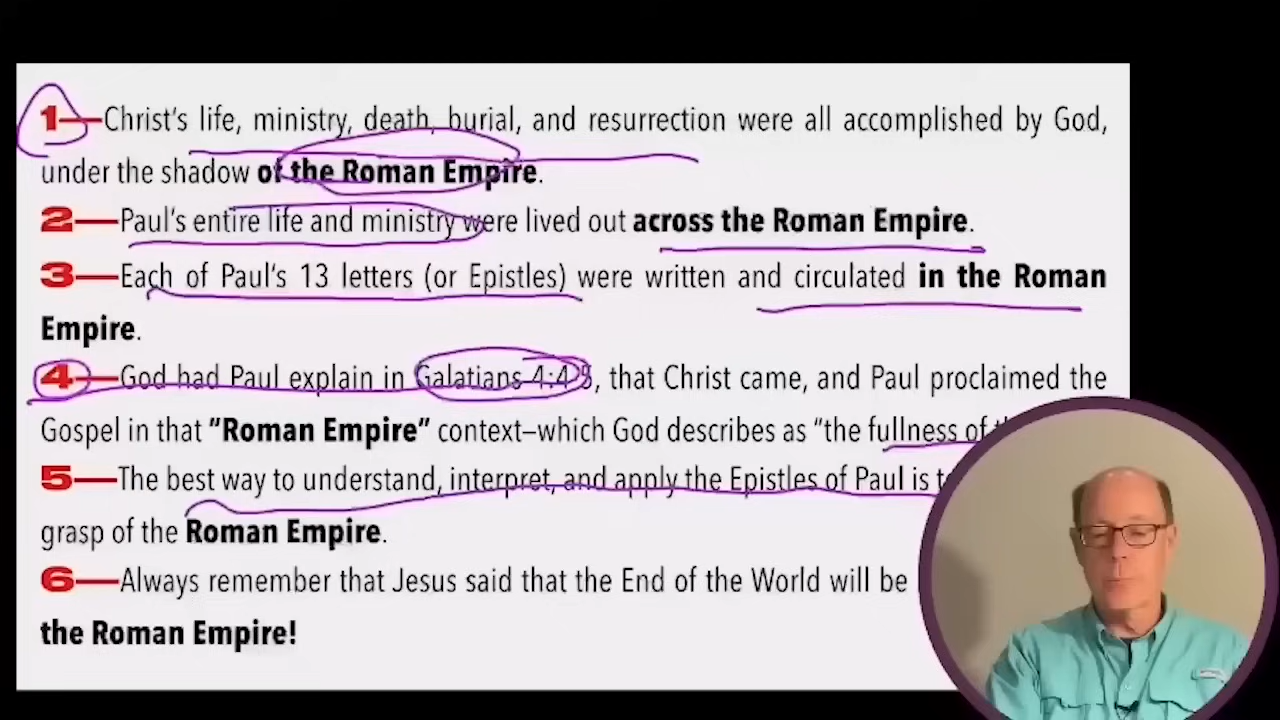 1—Christ's life, ministry, death, burial, and resurrection were all accomplished by God,
under the shadow of the Roman Empire.
2—Paul's entire life and ministry were lived out across the Roman Empire.
3—Each of Paul's 13 letters (or Epistles) were written and circulated in the Roman
Empire.
4—God had Paul explain in Galatians 4:4-5, that Christ came, and Paul proclaimed the
Gospel in that "Roman Empire" context—which God describes as "the fullness of
5—The best way to understand, interpret, and apply the Epistles of Paul is
grasp of the Roman Empire.
6—Always remember that Jesus said that the End of the World will be
the Roman Empire!